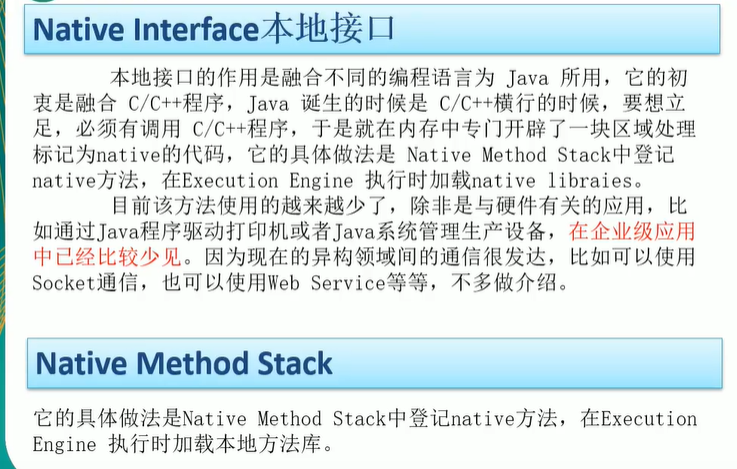 Native Interface本地接口
本地接口的作用是融合不同的编程语言为 Java 所用，它的初
衷是融合 C/C++程序，Java 诞生的时候是 C/C++横行的时候，要想立
足，必须有调用 C/C++程序，于是就在内存中专门开辟了一块区域处理
标记为native的代码，它的具体做法是 Native Method Stack中登记
native方法，在Execution Engine 执行时加载native libraies。
目前该方法使用的越来越少了，除非是与硬件有关的应用，比
如通过Java程序驱动打印机或者Java系统管理生产设备，在企业级应用
中已经比较少见。因为现在的异构领域间的通信很发达，比如可以使用
Socket通信，也可以使用Web Service等等，不多做介绍。
Native Method Stack
它的具体做法是Native Method Stack中登记native方法，在Execution
Engine 执行时加载本地方法库。